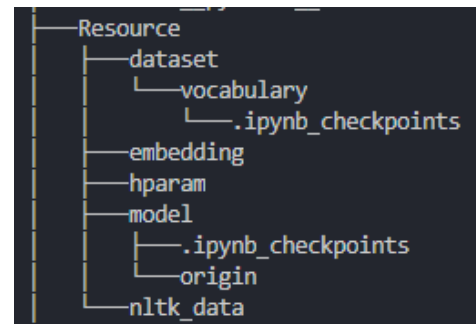 ├──Resource
│   ├──dataset
│   │   └──vocabulary
│   │       └──.ipynb_checkpoints
│   ├──embedding
│   ├──hparam
│   ├──model
│   │   ├──.ipynb_checkpoints
│   │   └──origin
│   └──nltk_data